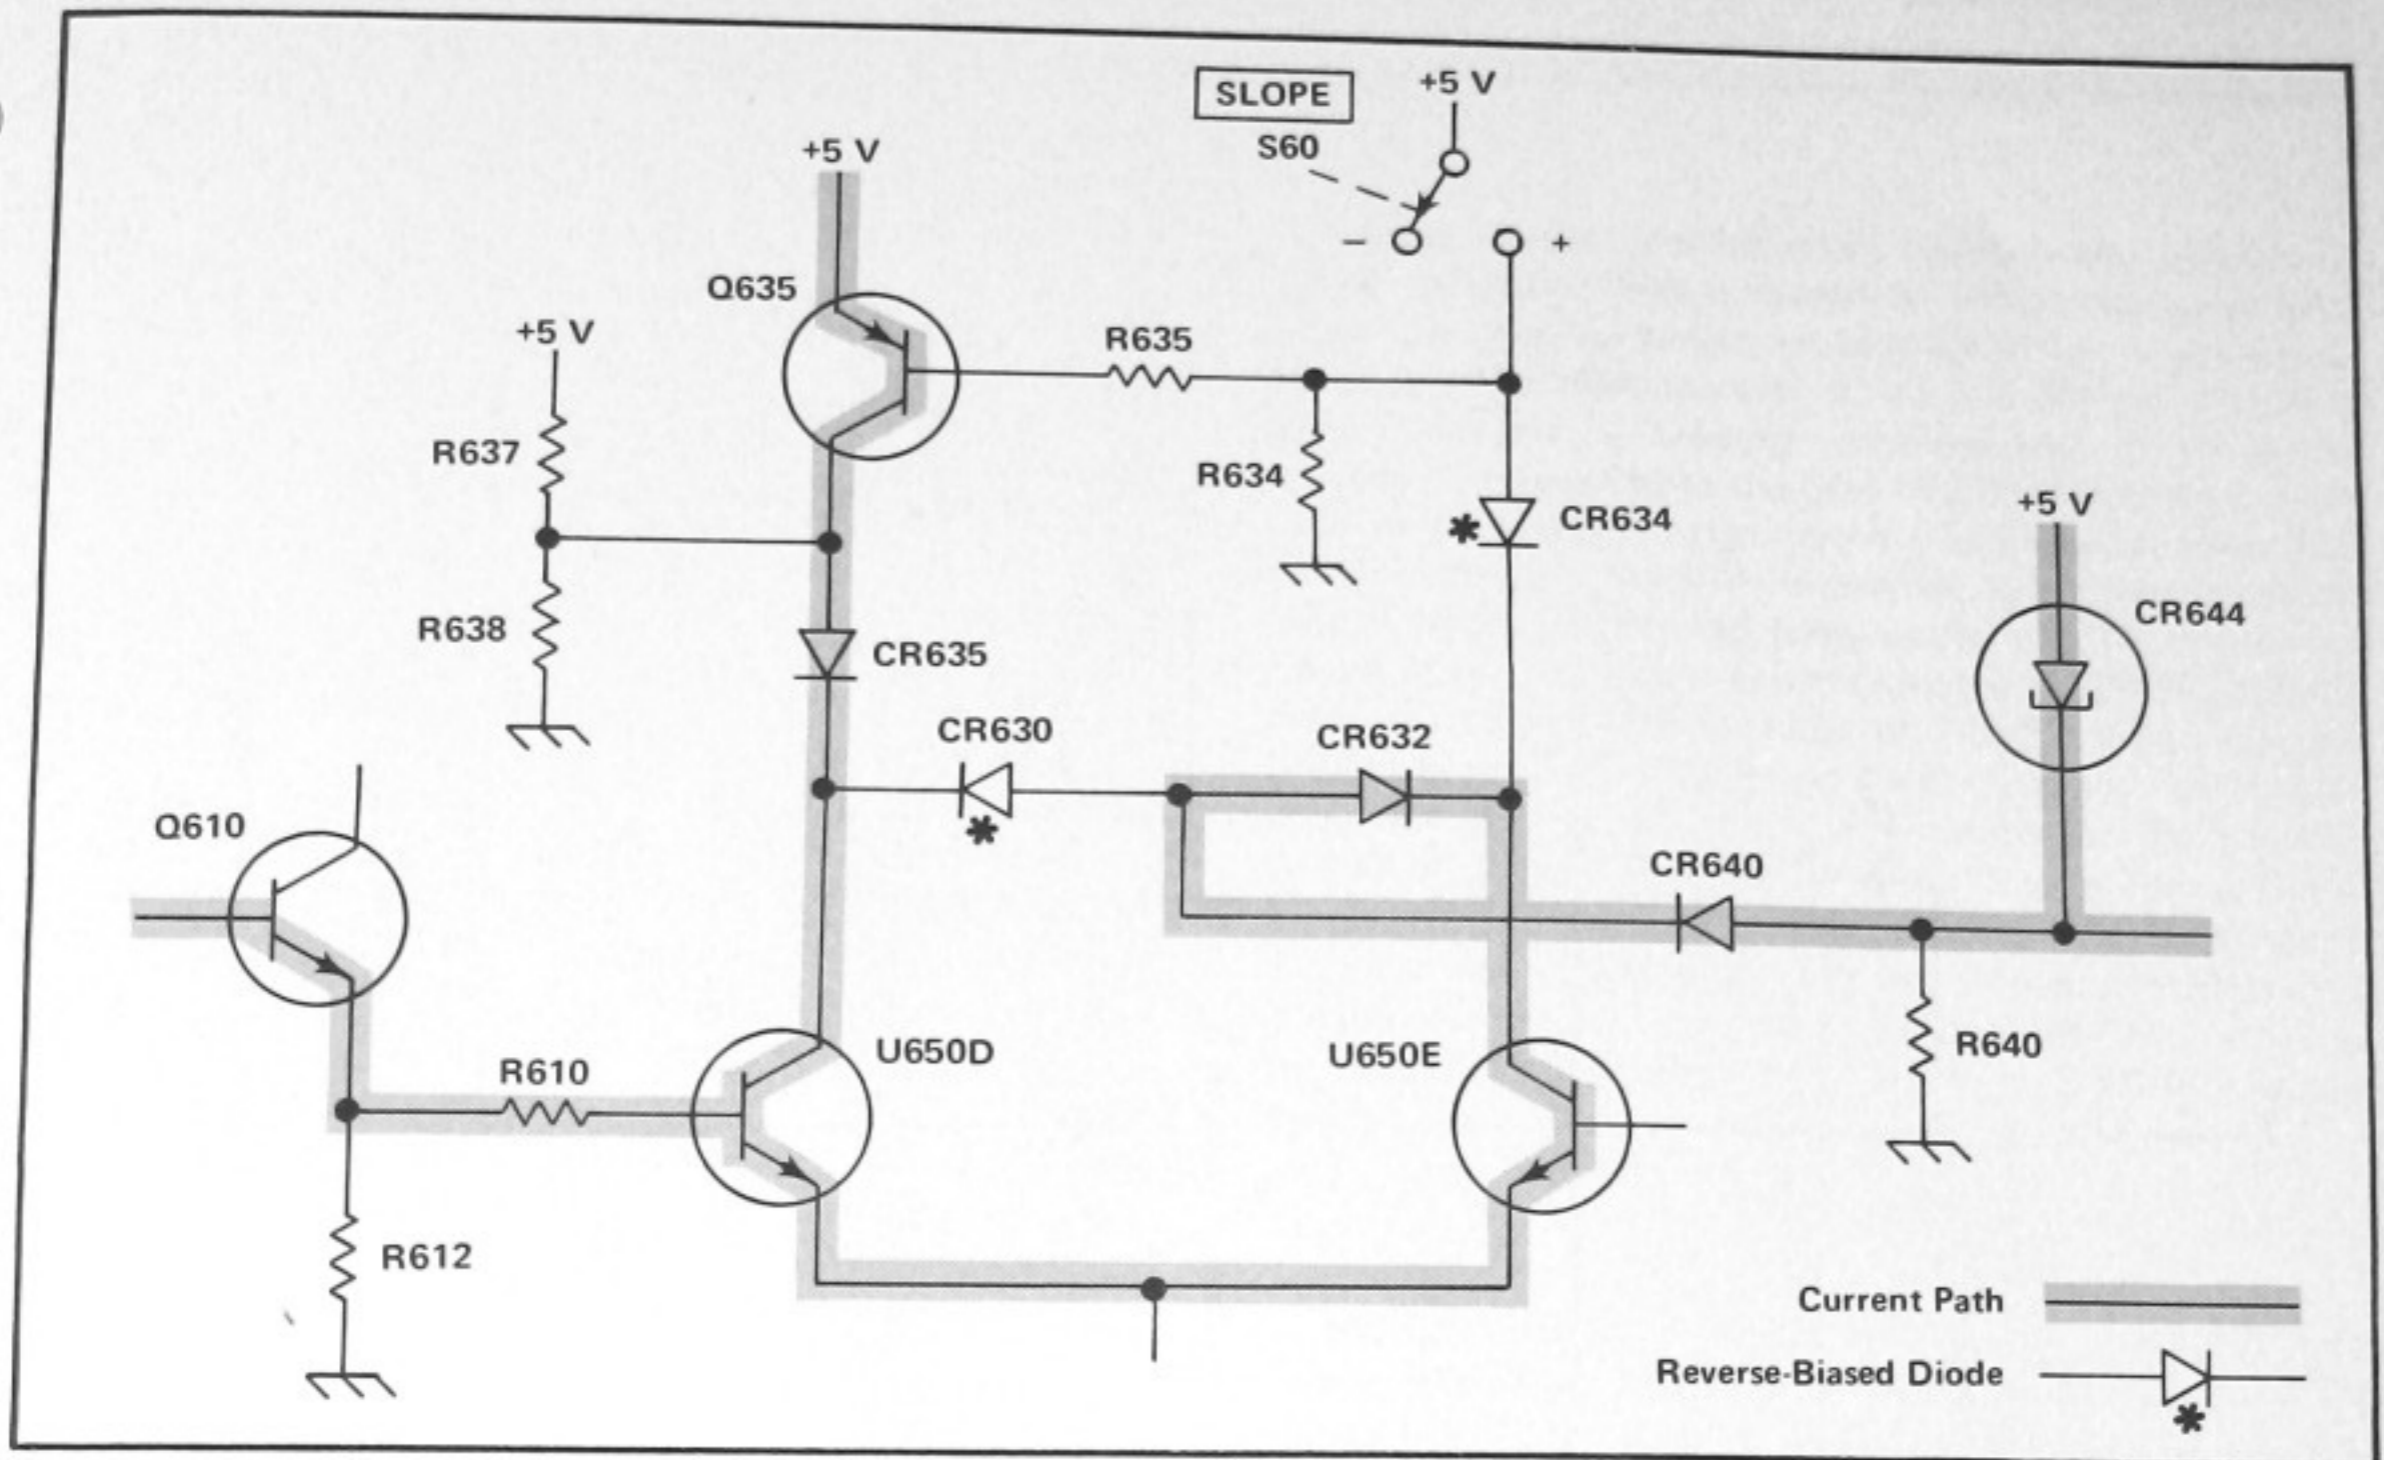 SLOPE
+5 V
S60
+5 V
− +
Q635
+5 V
R635
R637
R634
CR634
+5 V
CR644
R638
CR635
CR630
CR632
Q610
CR640
R610
U650D
U650E
R640
R612
Current Path
Reverse-Biased Diode
*
*
*